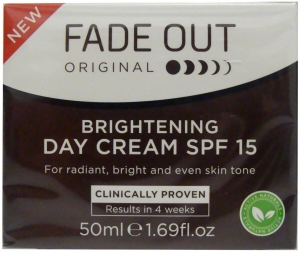 NEW
FADE OUT
ORIGINAL
BRIGHTENING
DAY CREAM SPF 15
For radiant, bright and even skin tone
CLINICALLY PROVEN
Results in 4 weeks
50ml e 1.69fl.oz